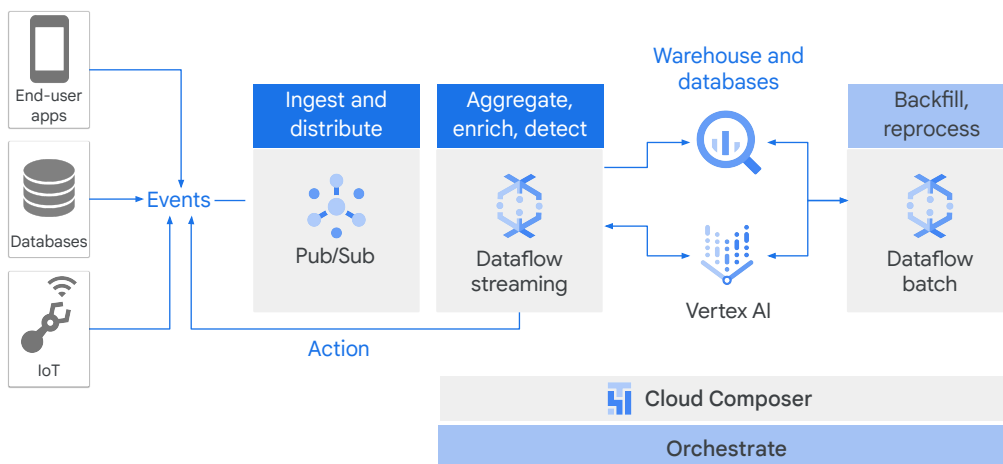 End-user
apps
Databases
IoT
Events
Ingest and
distribute
Pub/Sub
Aggregate,
enrich, detect
Dataflow
streaming
Action
Warehouse and
databases
Vertex AI
Backfill,
reprocess
Dataflow
batch
Cloud Composer
Orchestrate